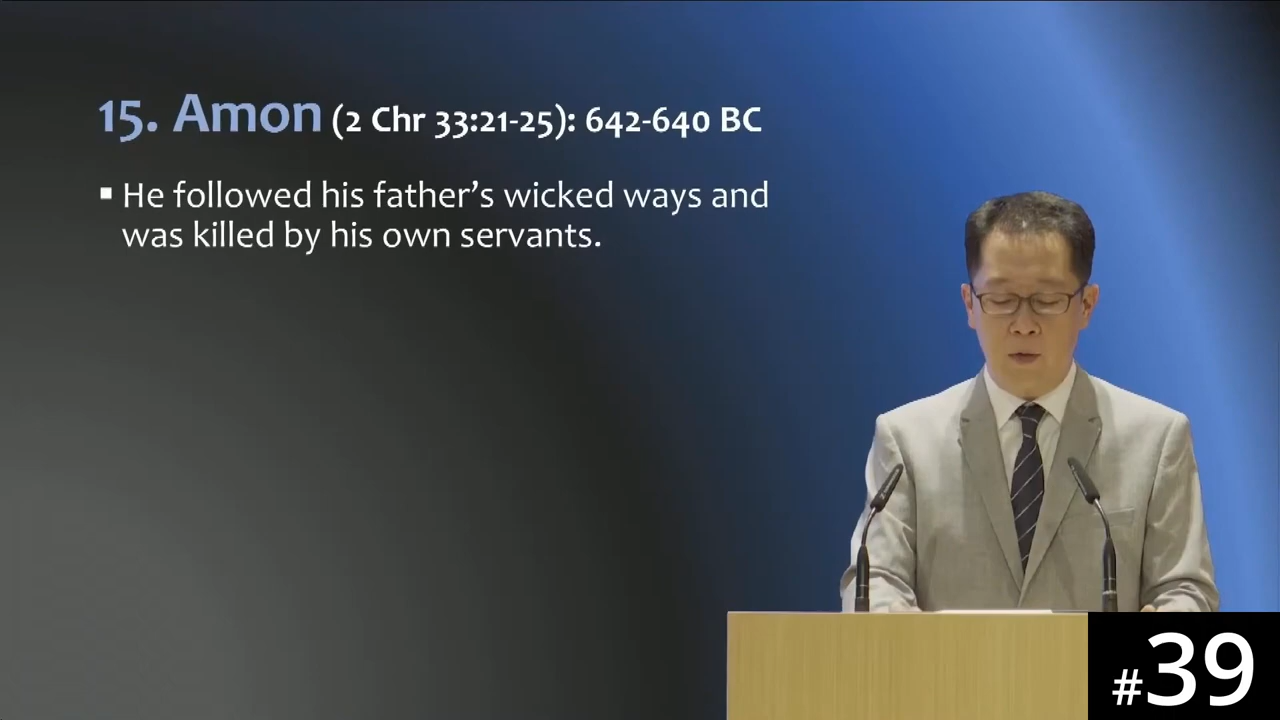 15. Amon (2 Chr 33:21-25): 642-640 BC
▪ He followed his father’s wicked ways and
was killed by his own servants.
#39